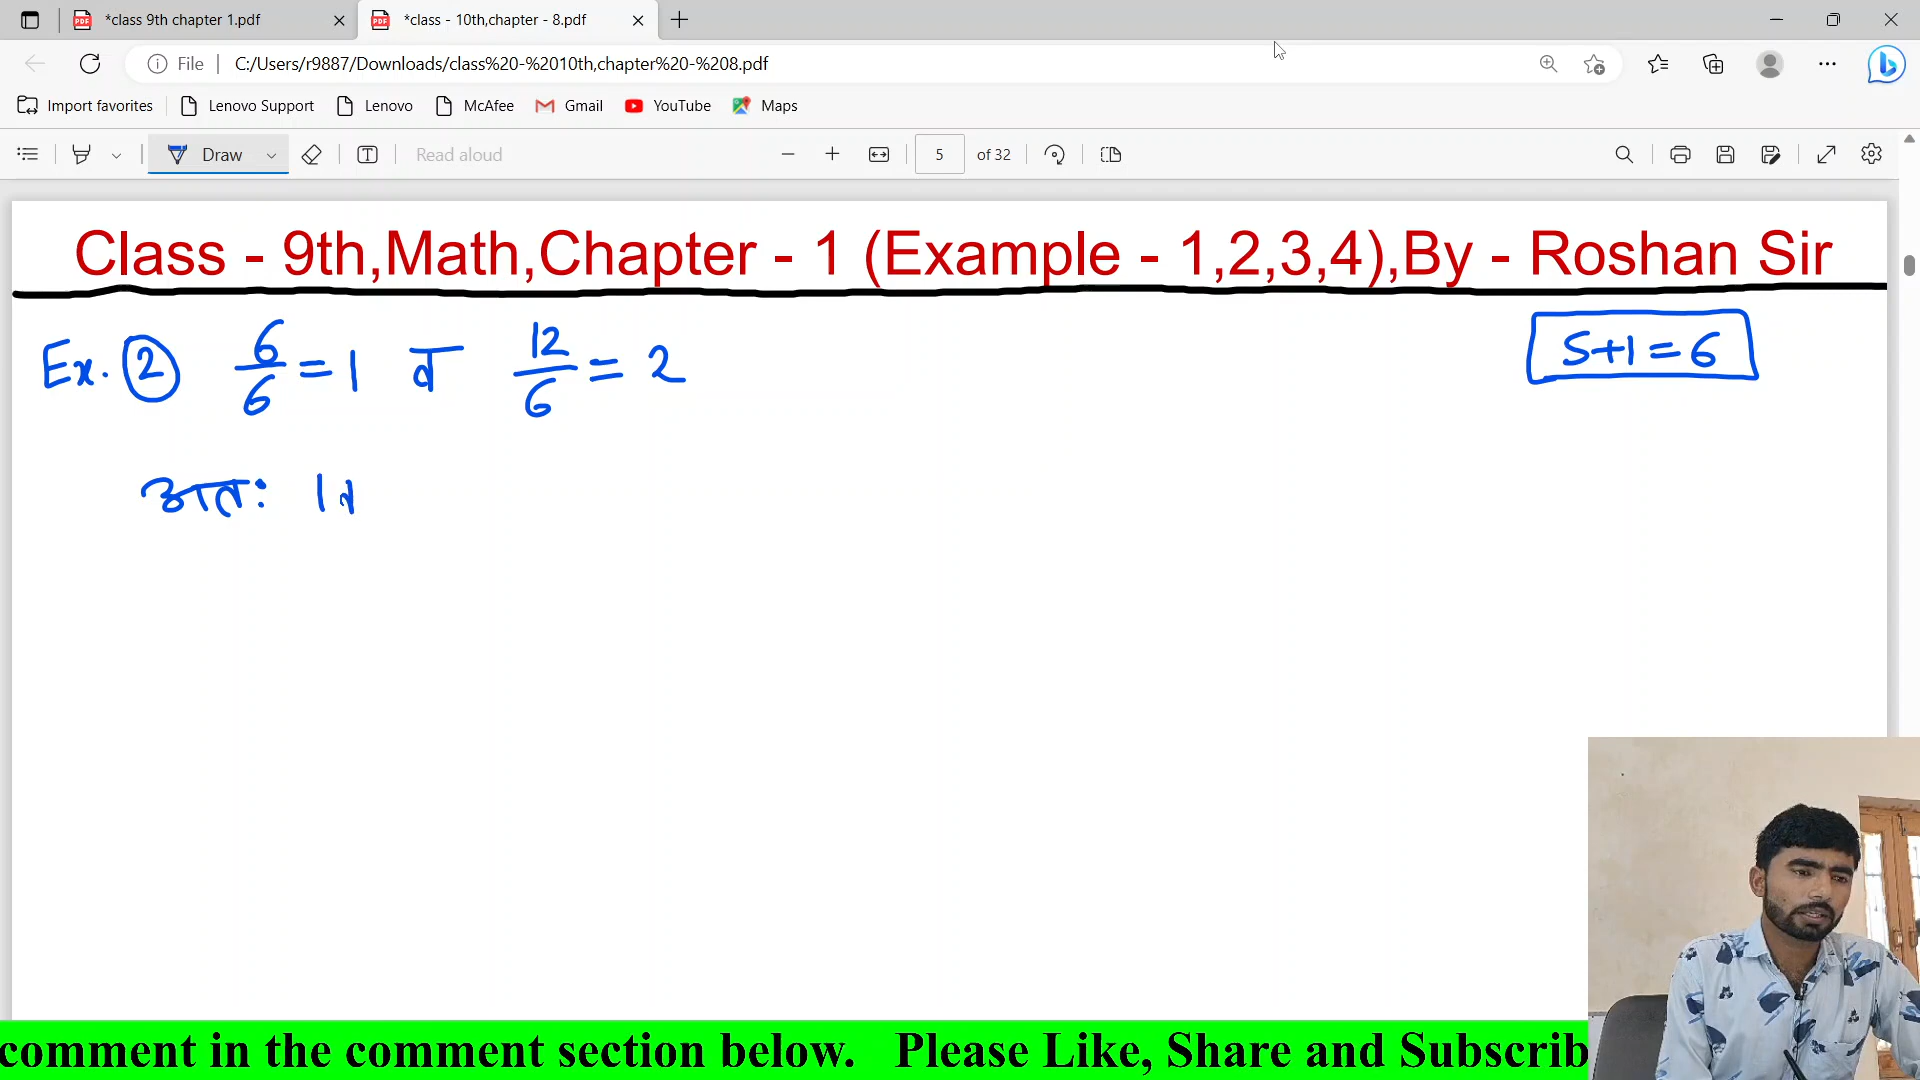 *class 9th chapter 1.pdf
*class - 10th,chapter - 8.pdf
File
C:/Users/r9887/Downloads/class%20-%2010th,chapter%20-%208.pdf
Import favorites
Lenovo Support
Lenovo
McAfee
Gmail
YouTube
Maps
Draw
Read aloud
5 of 32
Class - 9th,Math,Chapter - 1 (Example - 1,2,3,4),By - Roshan Sir
Ex. 2 6/6 = 1 व 12/6 = 2
5+1=6
अतः 1व
comment in the comment section below. Please Like, Share and Subscrib